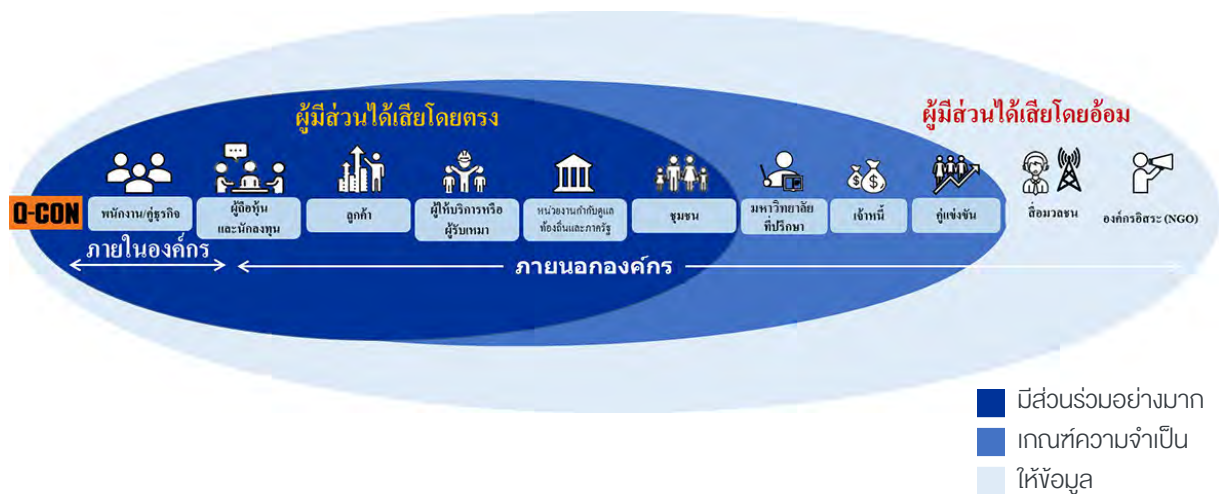 ผู้มีส่วนได้เสียโดยตรง
ผู้มีส่วนได้เสียโดยอ้อม
Q-CON
พนักงาน/คู่ธุรกิจ
ผู้ถือหุ้น
และนักลงทุน
ลูกค้า
ผู้ให้บริการหรือ
ผู้รับเหมา
หน่วยงานกำกับดูแล
ท้องถิ่นและภาครัฐ
ชุมชน
มหาวิทยาลัย
ที่ปรึกษา
เจ้าหนี้
คู่แข่งขัน
สื่อมวลชน
องค์กรอิสระ (NGO)
ภายในองค์กร
ภายนอกองค์กร
มีส่วนร่วมอย่างมาก
เกณฑ์ความจำเป็น
ให้ข้อมูล